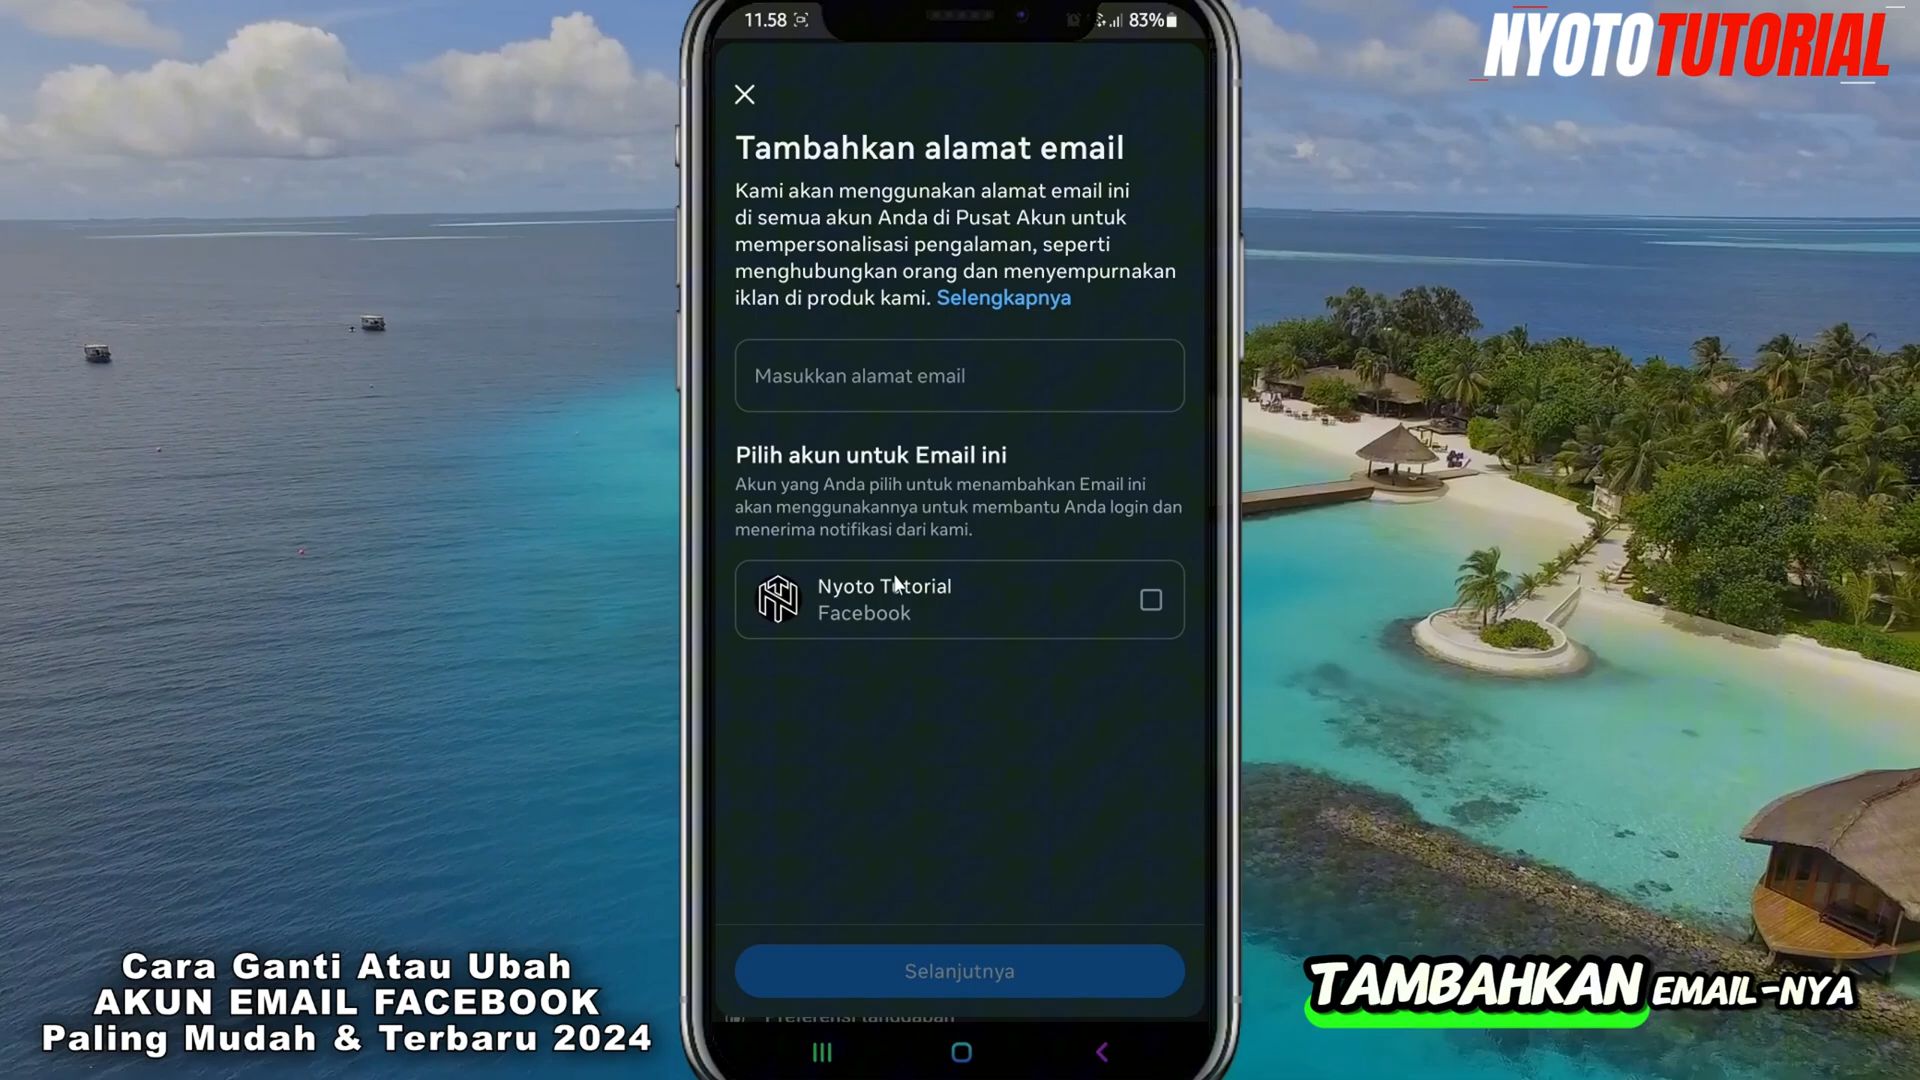 11.58
83%
NYOTOTUTORIAL
Tambahkan alamat email
Kami akan menggunakan alamat email ini
di semua akun Anda di Pusat Akun untuk
mempersonalisasi pengalaman, seperti
menghubungkan orang dan menyempurnakan
iklan di produk kami. Selengkapnya
Masukkan alamat email
Pilih akun untuk Email ini
Akun yang Anda pilih untuk menambahkan Email ini
akan menggunakannya untuk membantu Anda login dan
menerima notifikasi dari kami.
Nyoto Tutorial
Facebook
Selanjutnya
Preferensi tanggapan
Cara Ganti Atau Ubah
AKUN EMAIL FACEBOOK
Paling Mudah & Terbaru 2024
TAMBAHKAN EMAIL-NYA